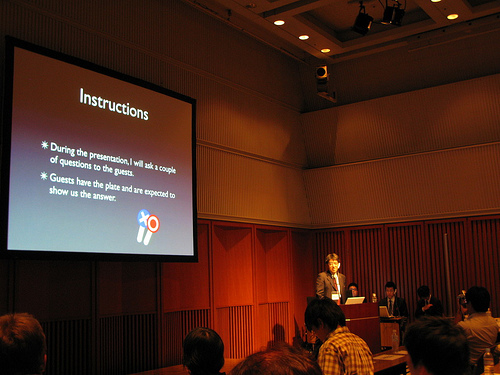 Instructions
During the presentation, I will ask a couple
of questions to the guests.
Guests have the plate and are expected to
show us the answer.
X O